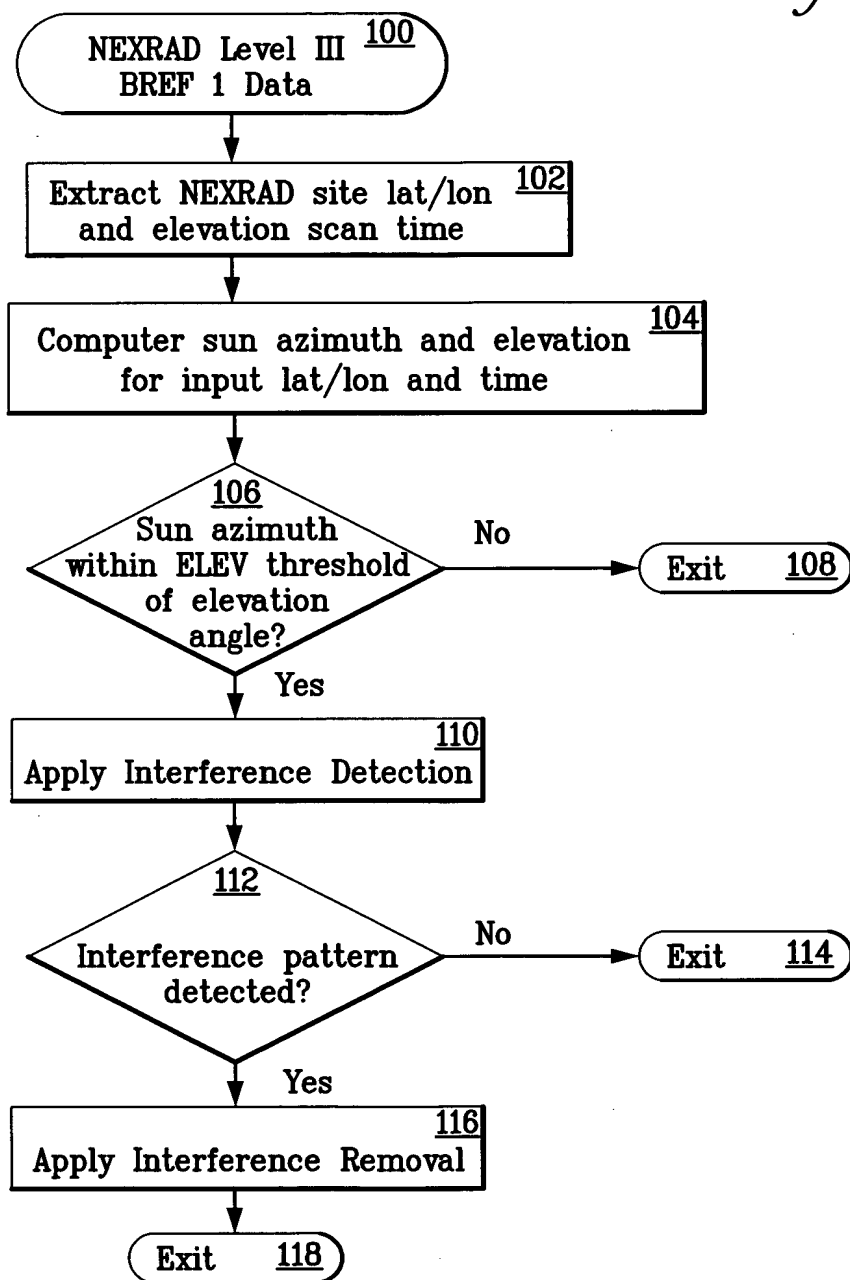 NEXRAD Level III 100
BREF 1 Data
Extract NEXRAD site lat/lon 102
and elevation scan time
104
Computer sun azimuth and elevation
for input lat/lon and time
106
Sun azimuth
within ELEV threshold
of elevation
angle?
No
Exit 108
Yes
110
Apply Interference Detection
112
Interference pattern
detected?
No
Exit 114
Yes
116
Apply Interference Removal
Exit 118